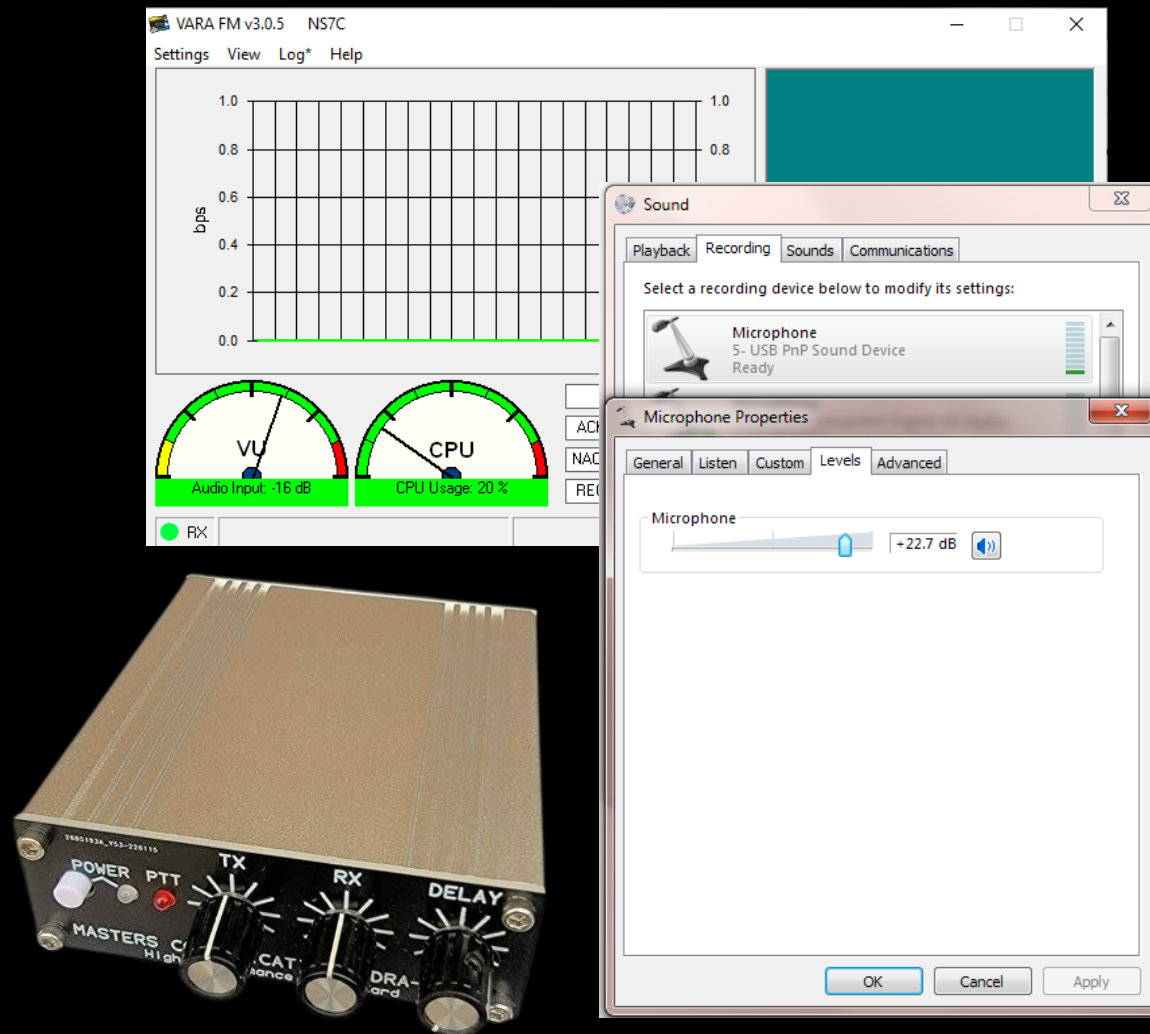 VARA FM v3.0.5 NS7C
Settings View Log* Help
1.0 1.0
0.8 0.8
0.6
0.4
0.2
0.0
bps
VU
Audio Input: -16 dB
CPU
CPU Usage: 20 %
RX
Sound
Playback Recording Sounds Communications
Select a recording device below to modify its settings:
Microphone
5- USB PnP Sound Device
Ready
Microphone Properties
General Listen Custom Levels Advanced
Microphone
+22.7 dB
OK Cancel Apply
POWER PTT TX RX DELAY
MASTERS
High
DRA-